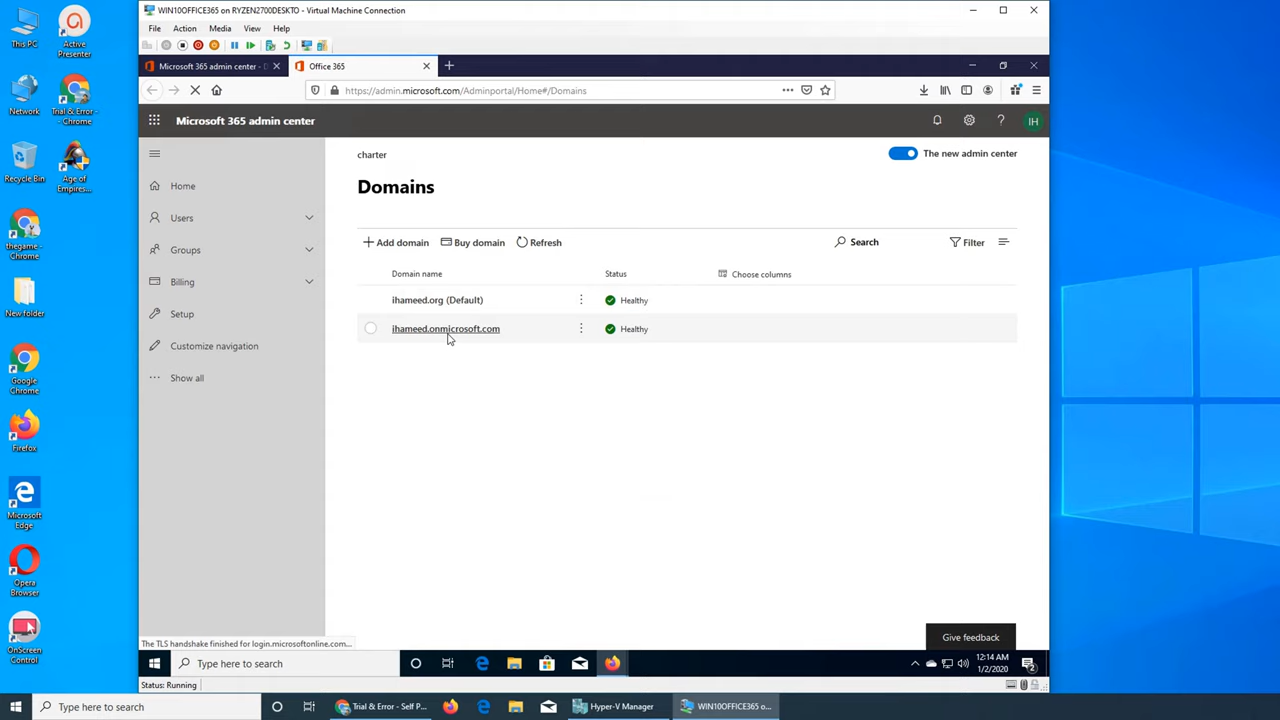 WIN10OFFICE365 on RYZEN2700DESKTO - Virtual Machine Connection
File Action Media View Help
Microsoft 365 admin center - D
Office 365
https://admin.microsoft.com/Adminportal/Home#/Domains
Microsoft 365 admin center
IH
charter
The new admin center
Domains
Home
Users
Groups
Billing
Setup
Customize navigation
Show all
Add domain Buy domain Refresh Search Filter
Domain name Status Choose columns
ihameed.org (Default) Healthy
ihameed.onmicrosoft.com Healthy
Give feedback
The TLS handshake finished for login.microsoftonline.com...
Type here to search
12:14 AM
1/2/2020
2
Status: Running
This PC
Active
Presenter
Network
Trial & Error
- Chrome
Recycle Bin
Age of
Empires...
thegame -
Chrome
New folder
Google
Chrome
Firefox
Microsoft
Edge
Opera
Browser
OnScreen
Control
Type here to search
Trial & Error - Self P...
Hyper-V Manager
WIN10OFFICE365 o...